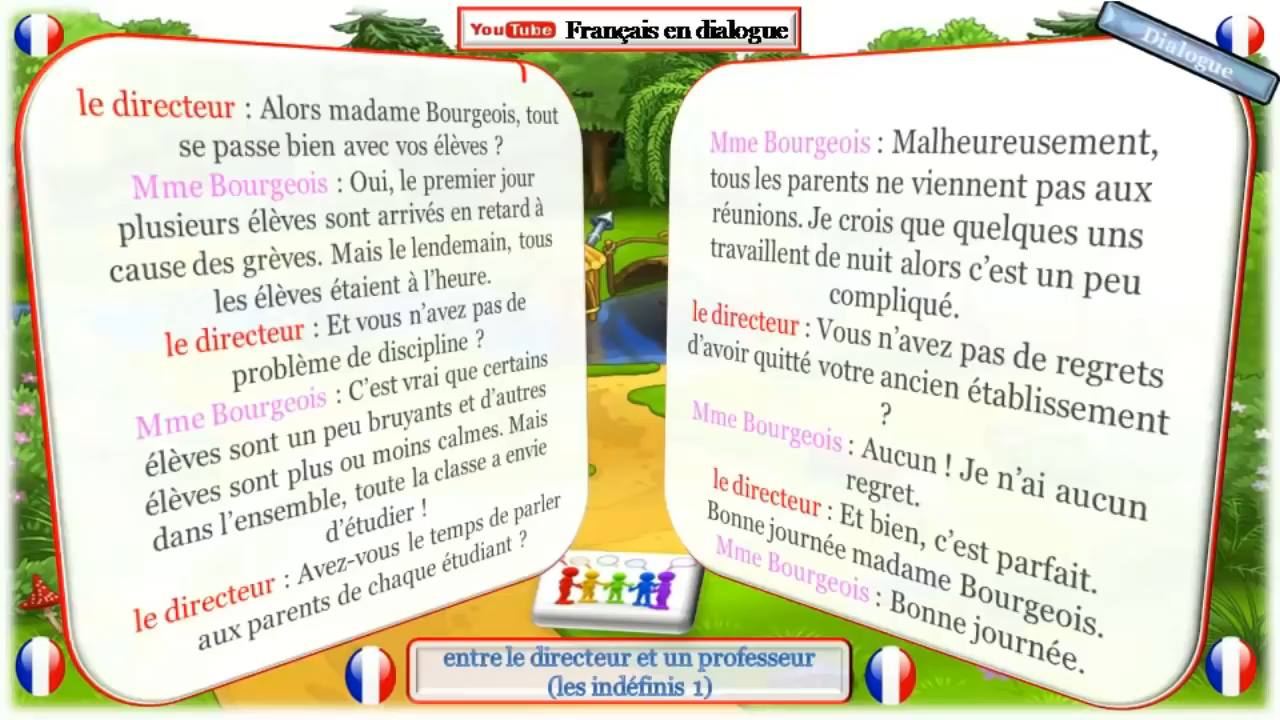 YouTube Français en dialogue
Dialogue
le directeur : Alors madame Bourgeois, tout
se passe bien avec vos élèves ?
Mme Bourgeois : Oui, le premier jour
plusieurs élèves sont arrivés en retard à
cause des grèves. Mais le lendemain, tous
les élèves étaient à l'heure.
le directeur : Et vous n'avez pas de
problème de discipline ?
Mme Bourgeois : C'est vrai que certains
élèves sont un peu bruyants et d'autres
élèves sont plus ou moins calmes. Mais
dans l'ensemble, toute la classe a envie
d'étudier !
le directeur : Avez-vous le temps de parler
aux parents de chaque étudiant ?
Mme Bourgeois : Malheureusement,
tous les parents ne viennent pas aux
réunions. Je crois que quelques uns
travaillent de nuit alors c'est un peu
compliqué.
le directeur : Vous n'avez pas de regrets
d'avoir quitté votre ancien établissement
?
Mme Bourgeois : Aucun ! Je n'ai aucun
regret.
le directeur : Et bien, c'est parfait.
Bonne journée madame Bourgeois.
Mme Bourgeois : Bonne journée.
entre le directeur et un professeur
(les indéfinis 1)